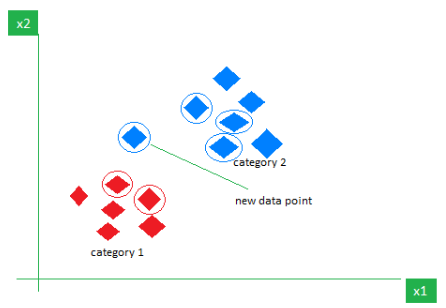 x2
category 2
new data point
category 1
x1